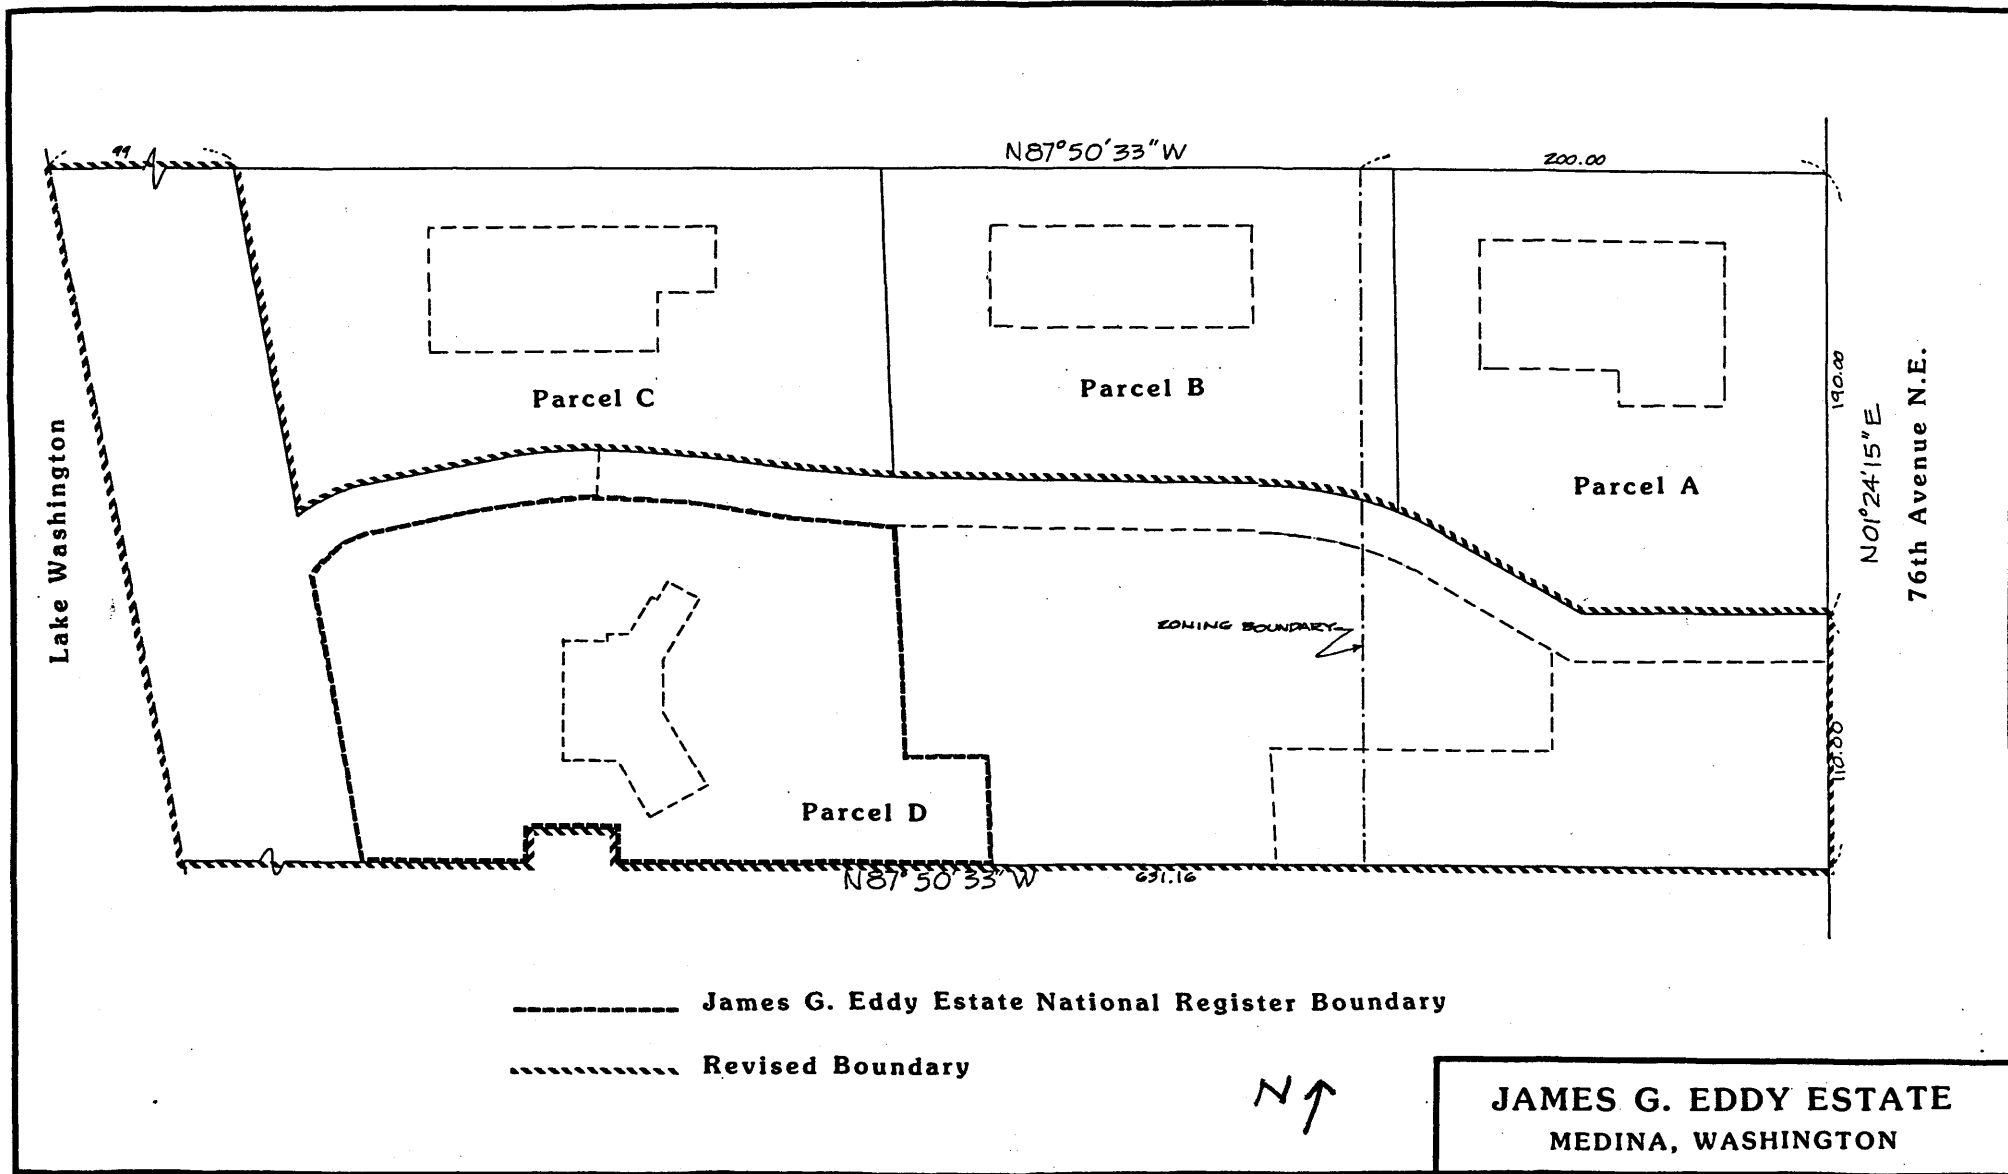 99
N87°50'33"W
200.00
Parcel C
Parcel B
Parcel A
190.00
N01°24'15"E
76th Avenue N.E.
Lake Washington
ZONING BOUNDARY
110.00
Parcel D
N87°50'33"W
631.16
James G. Eddy Estate National Register Boundary
Revised Boundary
N
JAMES G. EDDY ESTATE
MEDINA, WASHINGTON